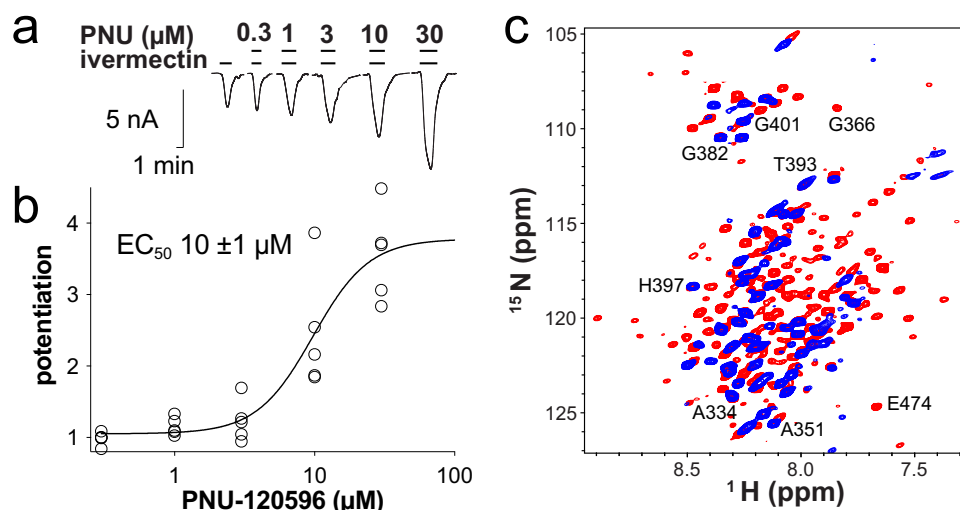 a
PNU (μM) 0.3 1 3 10 30
ivermectin
5 nA
1 min
b
potentiation
4
3
2
1
EC50 10 ±1 μM
1 10 100
PNU-120596 (μM)
c
15N (ppm)
105
110
115
120
125
G401 G366
G382
T393
H397
A334
A351
E474
8.5 8.0 7.5
1H (ppm)